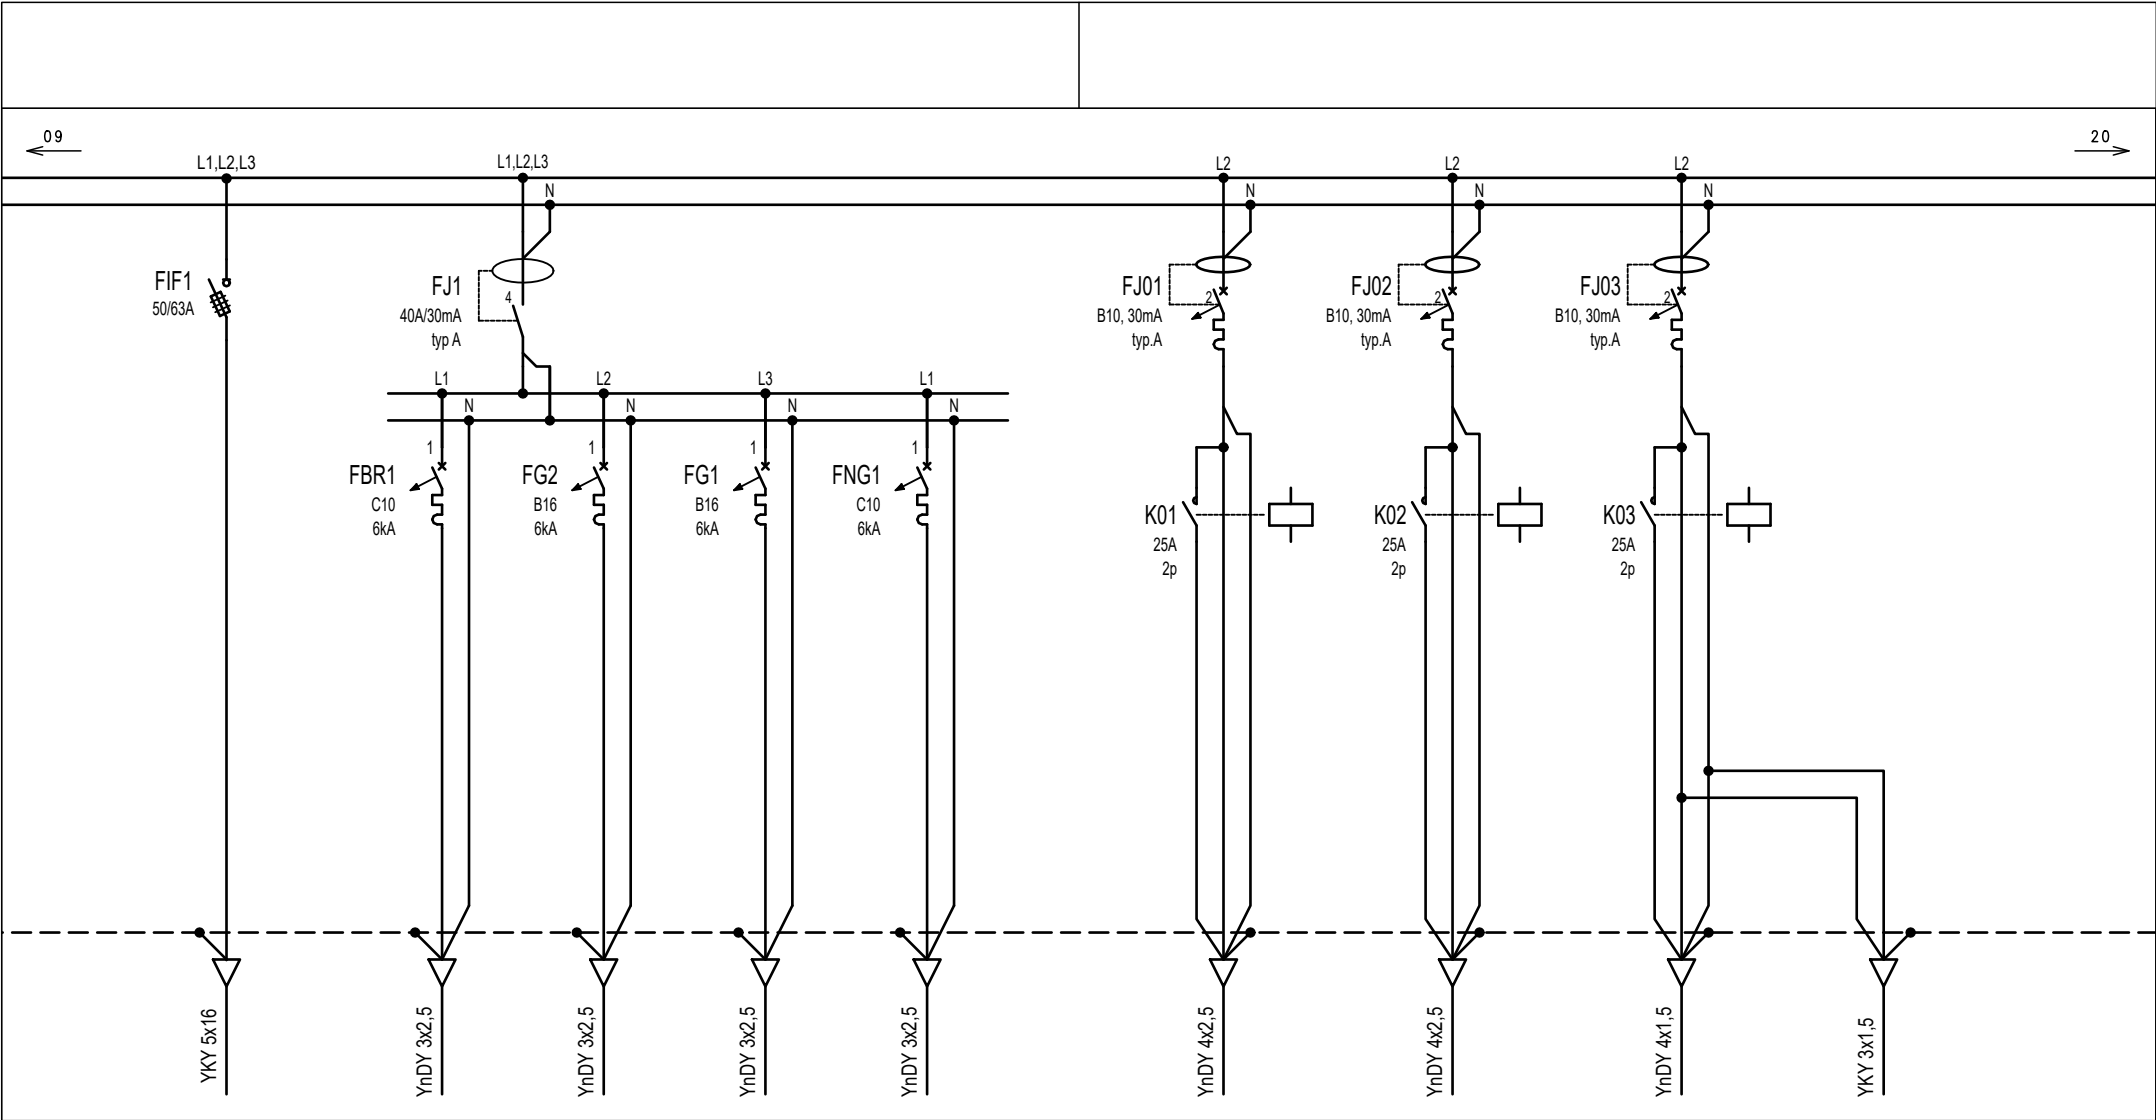 09
20
L1,L2,L3
L1,L2,L3
L2
L2
L2
N
N
N
N
FIF1
50/63A
FJ1
40A/30mA
typ A
4
FJ01
B10, 30mA
typ.A
2
FJ02
B10, 30mA
typ.A
2
FJ03
B10, 30mA
typ.A
2
L1
L2
L3
L1
N
N
N
N
1
FBR1
C10
6kA
1
FG2
B16
6kA
1
FG1
B16
6kA
1
FNG1
C10
6kA
K01
25A
2p
K02
25A
2p
K03
25A
2p
YKY 5x16
YnDY 3x2,5
YnDY 3x2,5
YnDY 3x2,5
YnDY 3x2,5
YnDY 4x2,5
YnDY 4x2,5
YnDY 4x1,5
YKY 3x1,5